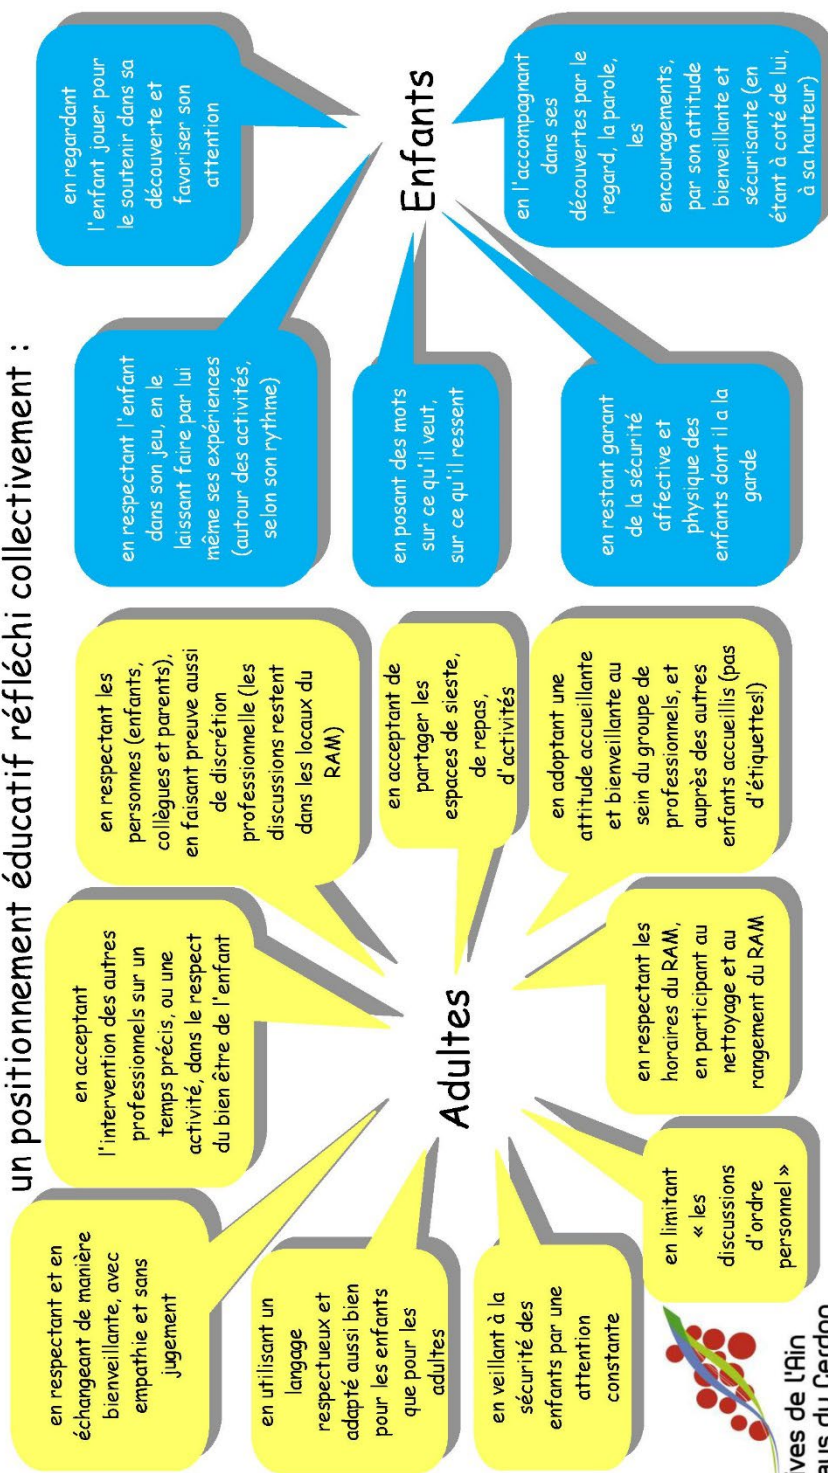 un positionnement éducatif réfléchi collectivement :
en respectant et en
échangeant de manière
bienveillante, avec
empathie et sans
jugement
en acceptant
l'intervention des autres
professionnels sur un
temps précis, ou une
activité, dans le respect
du bien être de l'enfant
en respectant les
personnes (enfants,
collègues et parents),
en faisant preuve aussi
de discrétion
professionnelle (les
discussions restent
dans les locaux du
RAM)
en utilisant un
langage
respectueux et
adapté aussi bien
pour les enfants
que pour les
adultes
Adultes
en acceptant de
partager les
espaces de sieste,
de repas,
d'activités
en veillant à la
sécurité des
enfants par une
attention
constante
en limitant
« les
discussions
d'ordre
personnel »
en respectant les
horaires du RAM,
en participant au
nettoyage et au
rangement du RAM
en adoptant une
attitude accueillante
et bienveillante au
sein du groupe de
professionnels, et
auprès des autres
enfants accueillis (pas
d'étiquettes!)
en respectant l'enfant
dans son jeu, en le
laissant faire par lui
même ses expériences
(autour des activités,
selon son rythme)
en regardant
l'enfant jouer pour
le soutenir dans sa
découverte et
favoriser son
attention
en posant des mots
sur ce qu'il veut,
sur ce qu'il ressent
Enfants
en restant garant
de la sécurité
affective et
physique des
enfants dont il a la
garde
en l'accompagnant
dans ses
découvertes par le
regard, la parole,
les
encouragements,
par son attitude
bienveillante et
sécurisante (en
étant à coté de lui,
à sa hauteur)
ives de l'Ain
aus du Cerdon